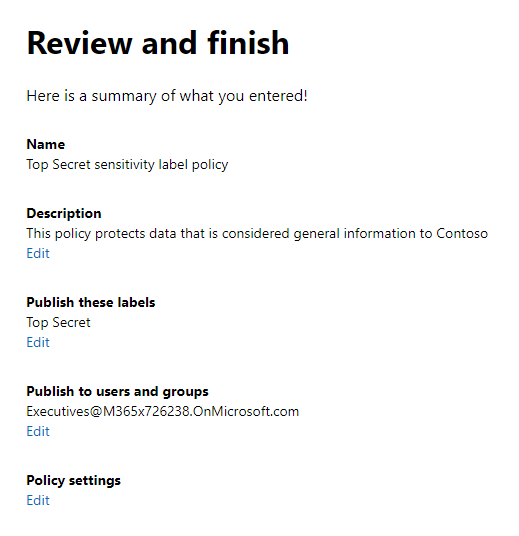 Review and finish
Here is a summary of what you entered!
Name
Top Secret sensitivity label policy
Description
This policy protects data that is considered general information to Contoso
Edit
Publish these labels
Top Secret
Edit
Publish to users and groups
Executives@M365x726238.OnMicrosoft.com
Edit
Policy settings
Edit